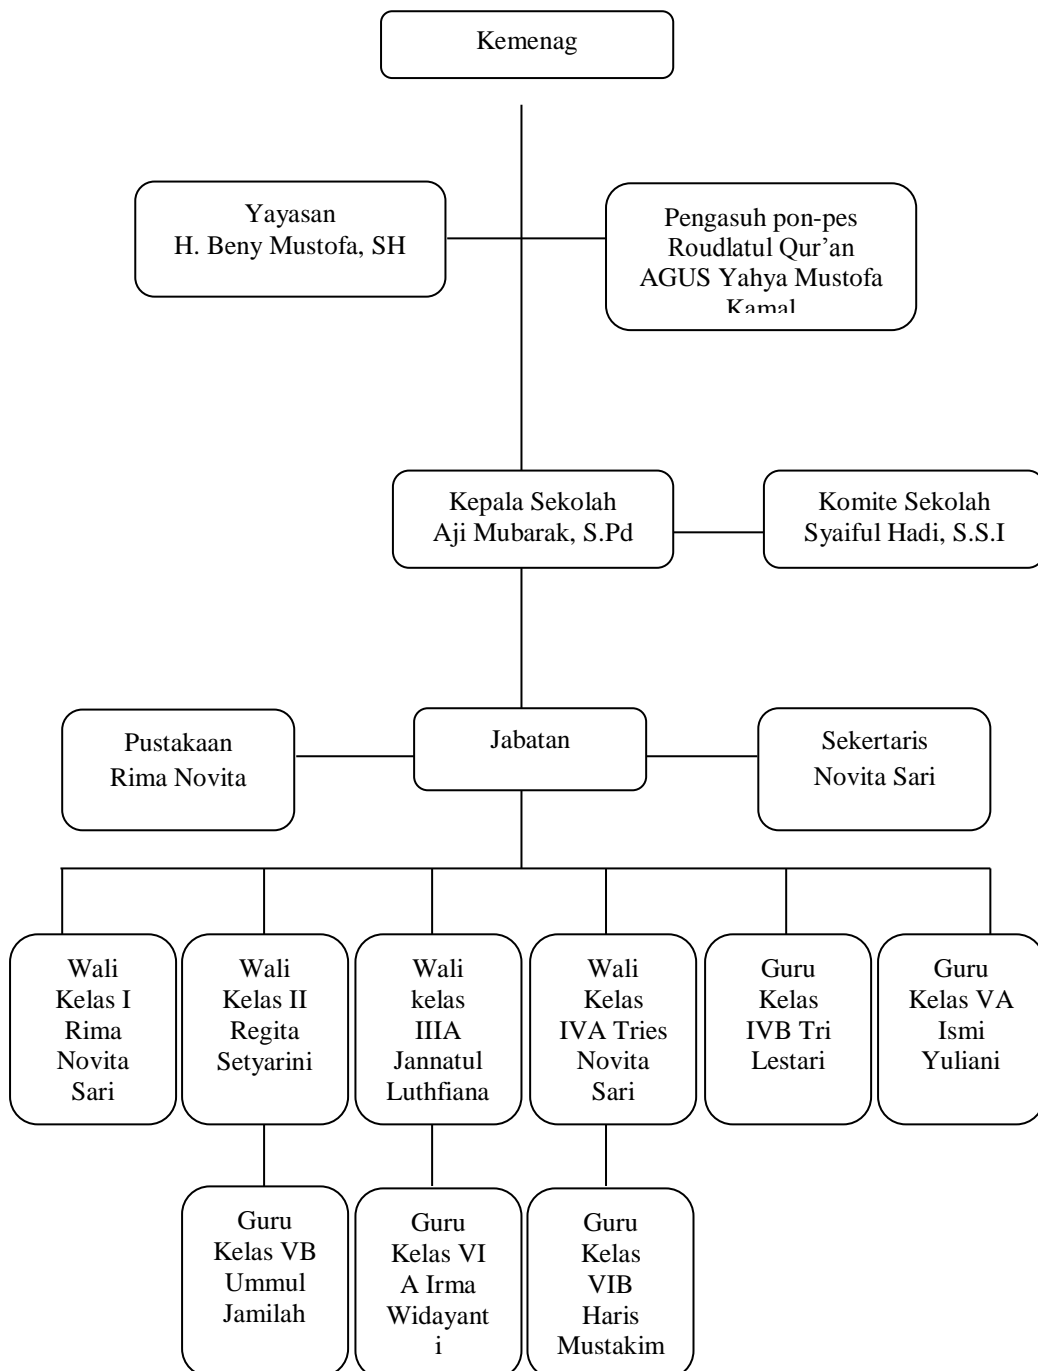 Kemenag
Yayasan
H. Beny Mustofa, SH
Pengasuh pon-pes
Roudlatul Qur’an
AGUS Yahya Mustofa
Kamal
Kepala Sekolah
Aji Mubarak, S.Pd
Komite Sekolah
Syaiful Hadi, S.S.I
Pustakaan
Rima Novita
Jabatan
Sekertaris
Novita Sari
Wali
Kelas I
Rima
Novita
Sari
Wali
Kelas II
Regita
Setyarini
Wali
kelas
IIIA
Jannatul
Luthfiana
Wali
Kelas
IVA Tries
Novita
Sari
Guru
Kelas
IVB Tri
Lestari
Guru
Kelas VA
Ismi
Yuliani
Guru
Kelas VB
Ummul
Jamilah
Guru
Kelas VI
A Irma
Widayant
i
Guru
Kelas
VIB
Haris
Mustakim